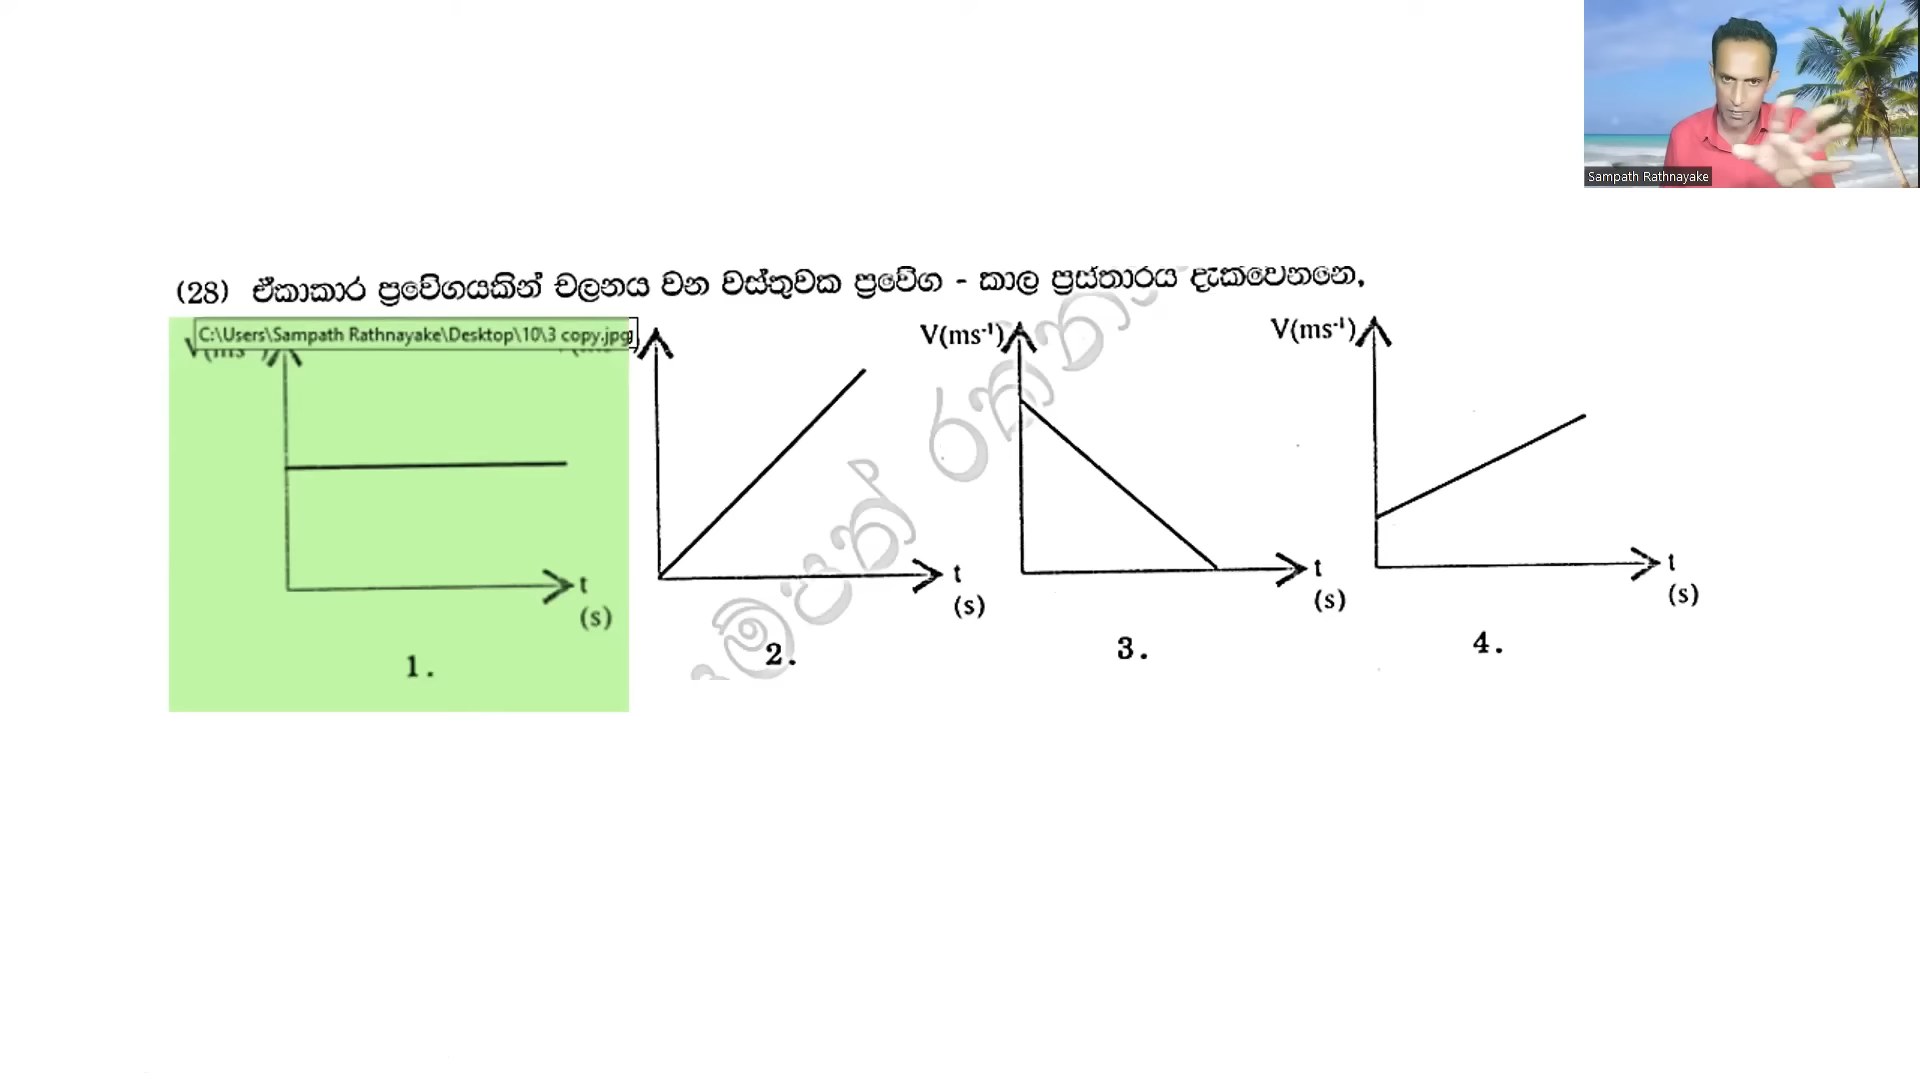 Sampath Rathnayake
(28) ඒකාකාර ප්‍රවේගයකින් චලනය වන වස්තුවක ප්‍රවේග - කාල ප්‍රස්තාරය දැක්වෙනනෙ,
C:\Users\Sampath Rathnayake\Desktop\10\3 copy.jpg
V(ms⁻¹)
V(ms⁻¹)
t
(s)
t
(s)
t
(s)
t
(s)
1.
2.
3.
4.